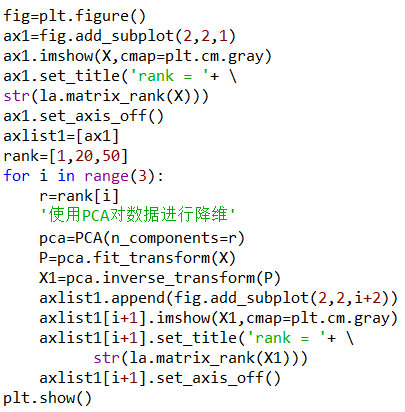 fig=plt.figure()
ax1=fig.add_subplot(2,2,1)
ax1.imshow(X,cmap=plt.cm.gray)
ax1.set_title('rank = '+ \
str(la.matrix_rank(X)))
ax1.set_axis_off()
axlist1=[ax1]
rank=[1,20,50]
for i in range(3):
    r=rank[i]
    '使用PCA对数据进行降维'
    pca=PCA(n_components=r)
    P=pca.fit_transform(X)
    X1=pca.inverse_transform(P)
    axlist1.append(fig.add_subplot(2,2,i+2))
    axlist1[i+1].imshow(X1,cmap=plt.cm.gray)
    axlist1[i+1].set_title('rank = '+ \
          str(la.matrix_rank(X1)))
    axlist1[i+1].set_axis_off()
plt.show()